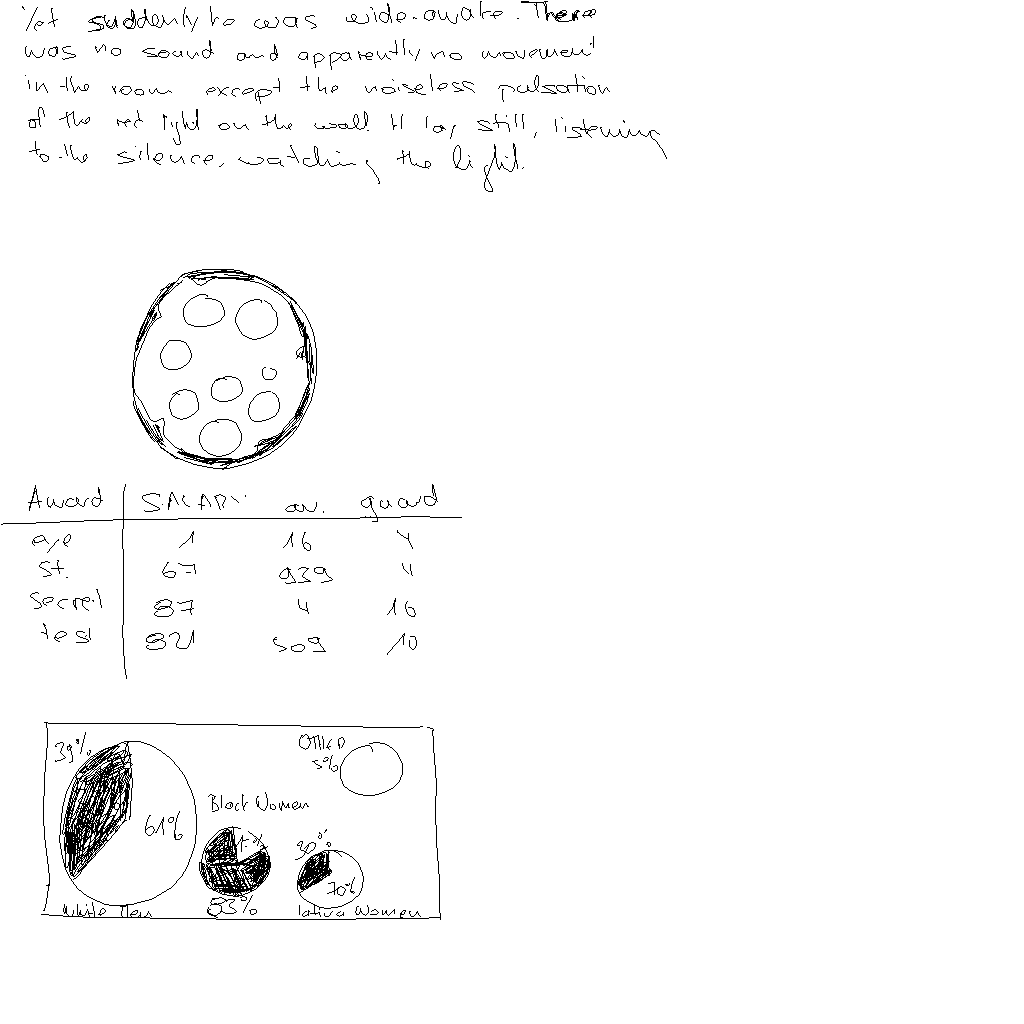 Yet suddenly he was wide-awake. There
was no sound and apparently no movement
in the room except the noiseless pulsation
of the red light on the wall. H lay still, listening
to the silence, watching the light.
Award SALARY av. guard
age 1 16 4
St. 67 939 4
Secret 87 4 16
test 821 509 10
39%
OTHER
5%
61%
Black Women
30%
70%
83%
White Men
latina Women